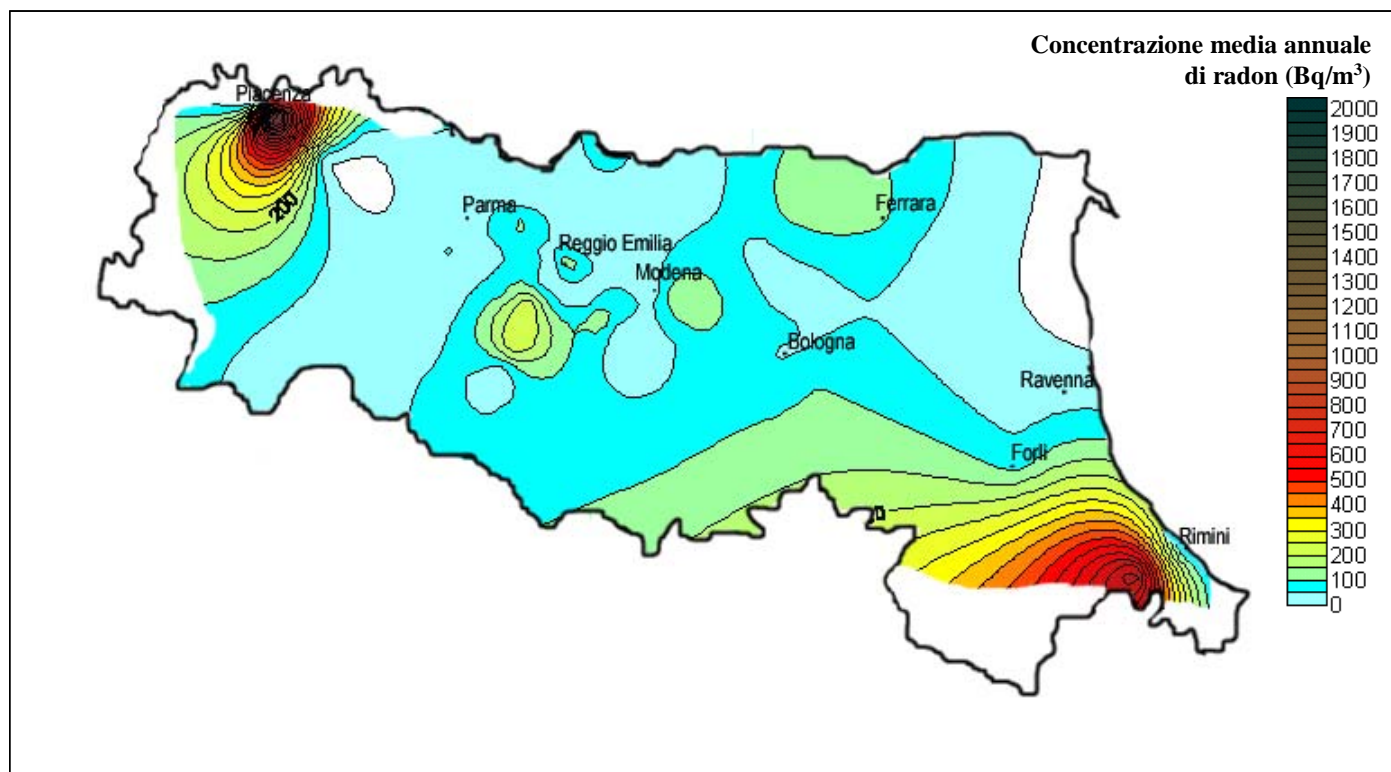 Concentrazione media annuale
di radon (Bq/m³)
Piacenza
200
Parma
Reggio Emilia
Modena
Ferrara
Bologna
Ravenna
Forlì
Rimini
0
2000
1900
1800
1700
1600
1500
1400
1300
1200
1100
1000
900
800
700
600
500
400
300
200
100
0